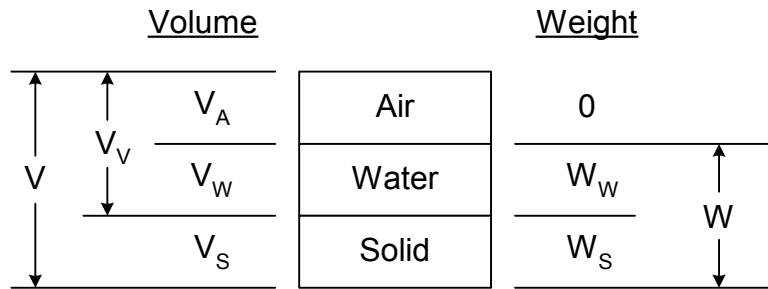 Volume Weight
V_A Air 0
V_V
V V_W Water W_W W
V_S Solid W_S